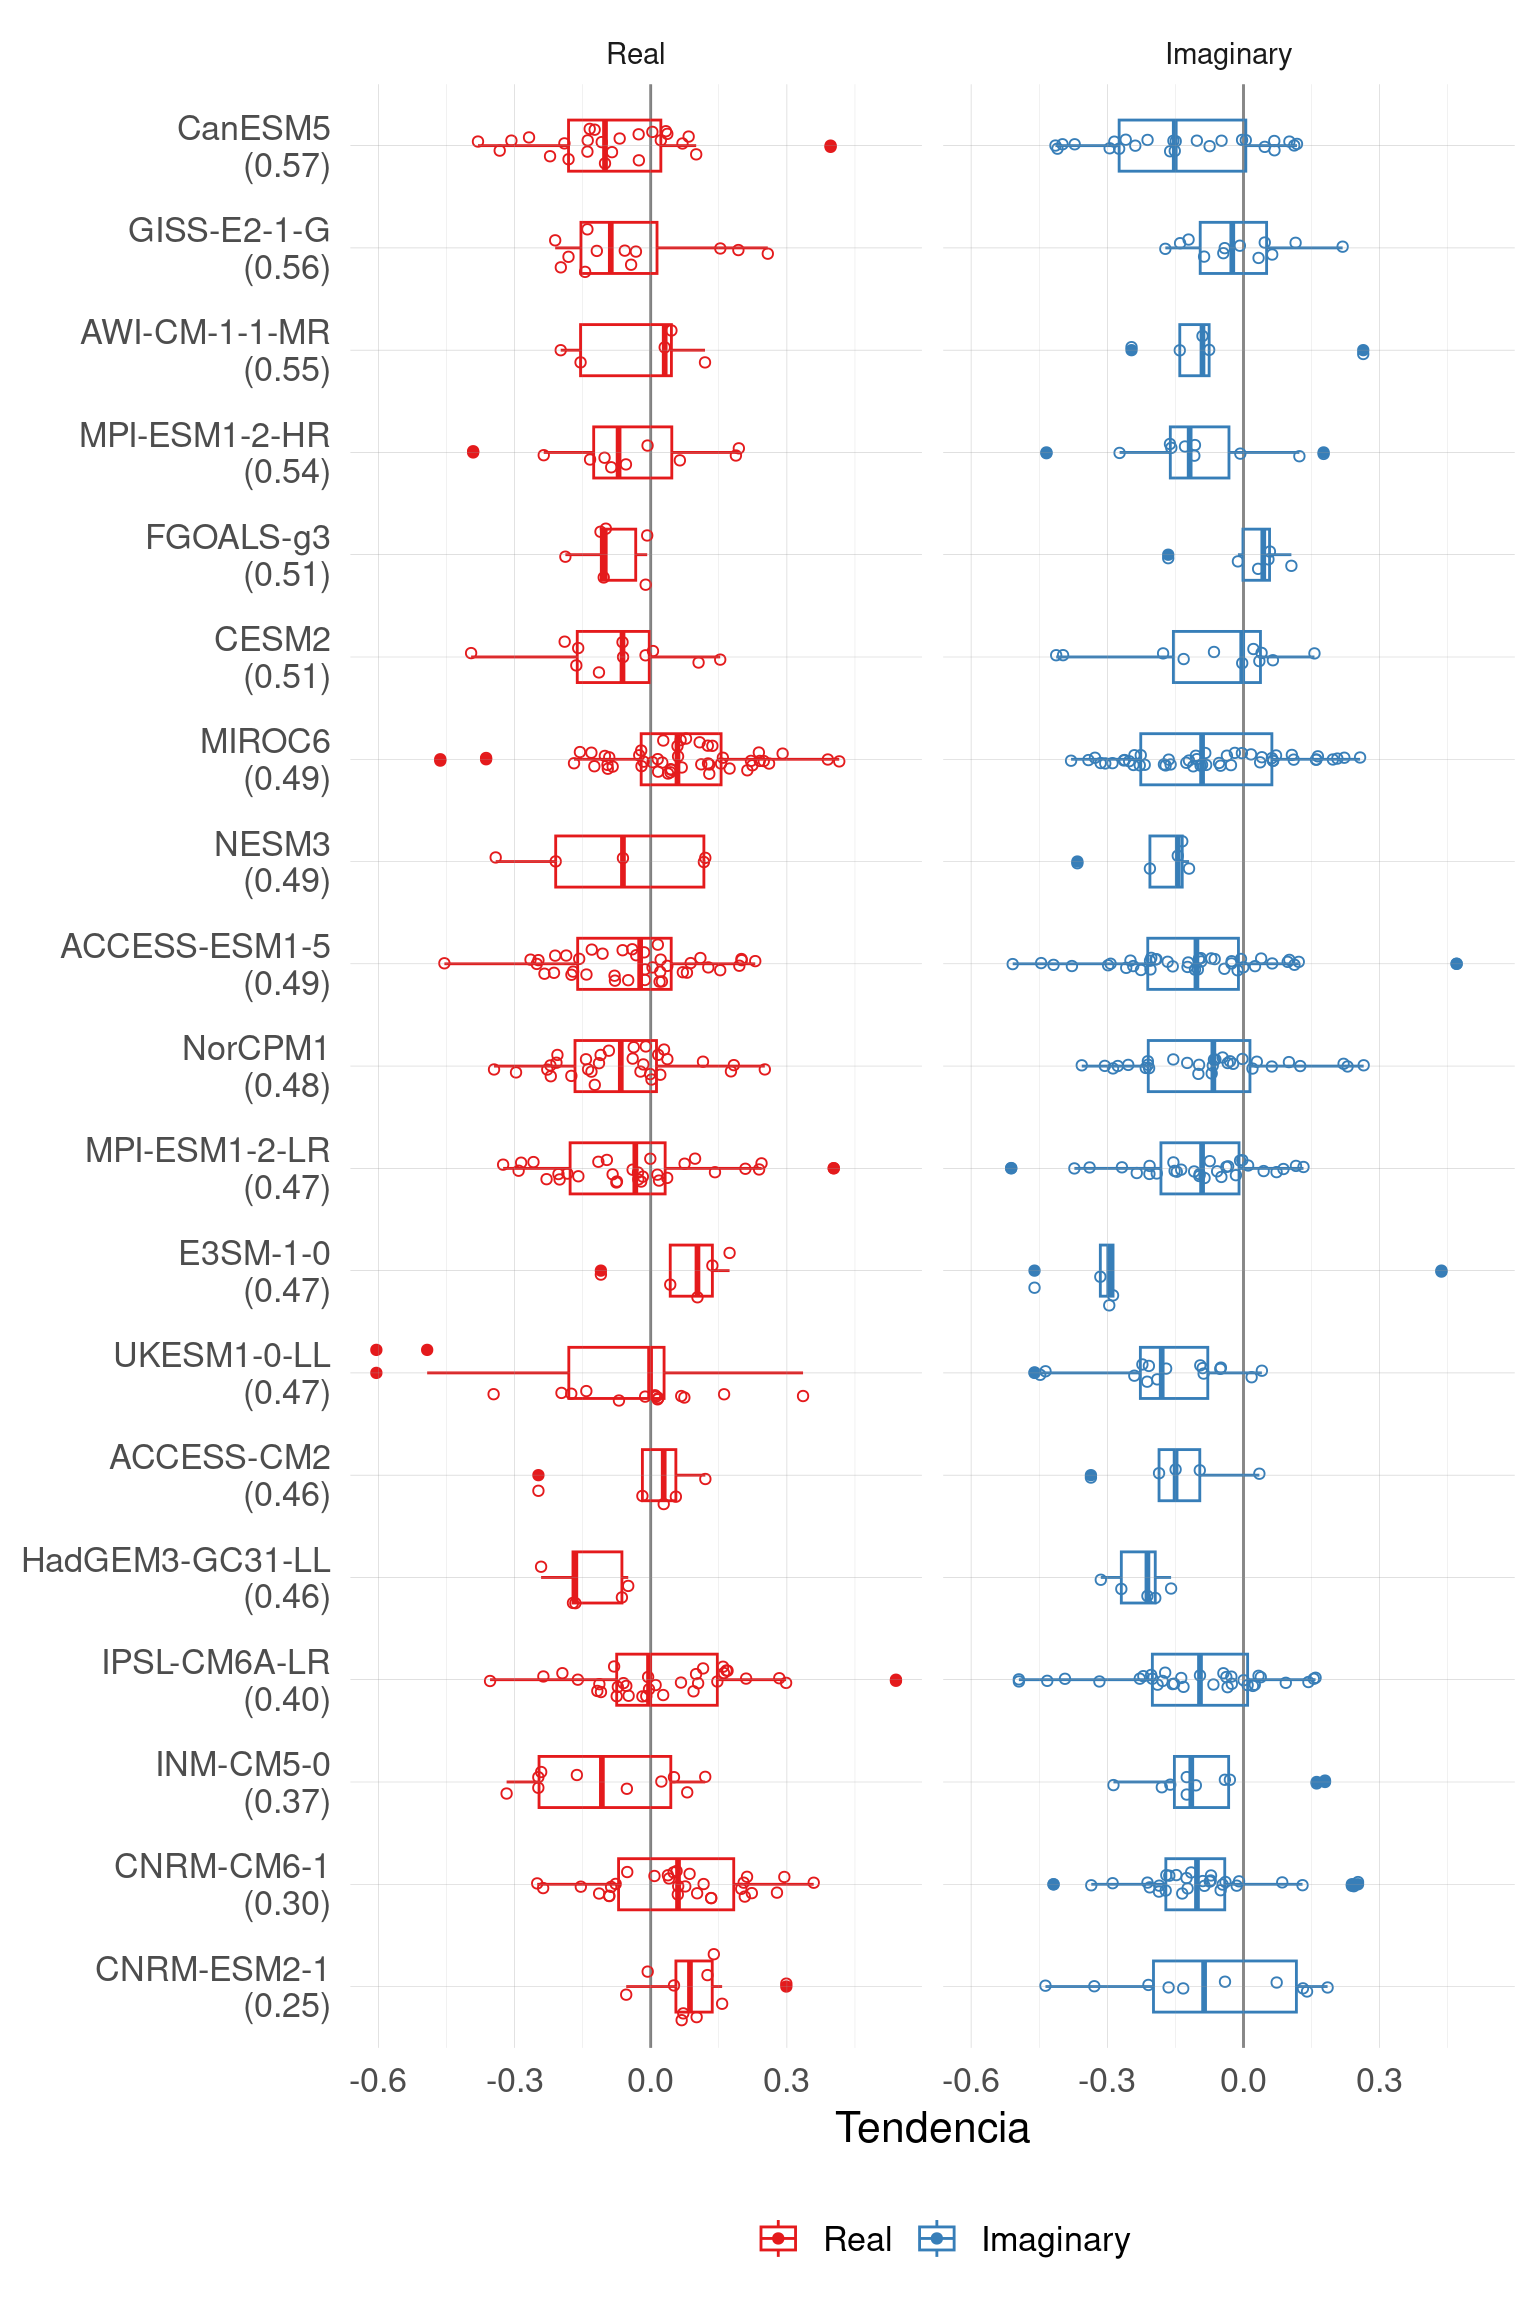 Real Imaginary
CanESM5
(0.57)
GISS-E2-1-G
(0.56)
AWI-CM-1-1-MR
(0.55)
MPI-ESM1-2-HR
(0.54)
FGOALS-g3
(0.51)
CESM2
(0.51)
MIROC6
(0.49)
NESM3
(0.49)
ACCESS-ESM1-5
(0.49)
NorCPM1
(0.48)
MPI-ESM1-2-LR
(0.47)
E3SM-1-0
(0.47)
UKESM1-0-LL
(0.47)
ACCESS-CM2
(0.46)
HadGEM3-GC31-LL
(0.46)
IPSL-CM6A-LR
(0.40)
INM-CM5-0
(0.37)
CNRM-CM6-1
(0.30)
CNRM-ESM2-1
(0.25)
-0.6 -0.3 0.0 0.3 -0.6 -0.3 0.0 0.3
Tendencia
Real Imaginary